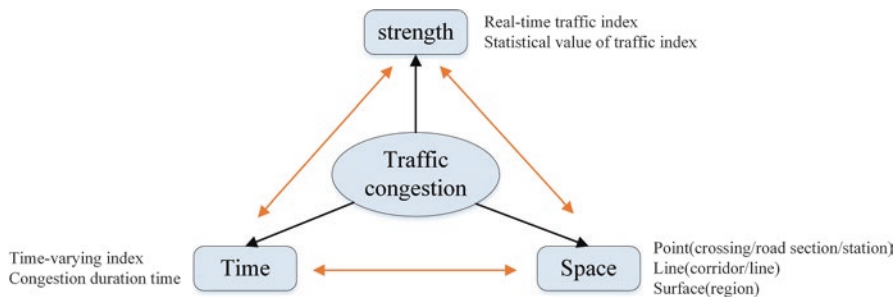 strength
Real-time traffic index
Statistical value of traffic index
Traffic
congestion
Time-varying index
Congestion duration time
Time
Space
Point(crossing/road section/station)
Line(corridor/line)
Surface(region)